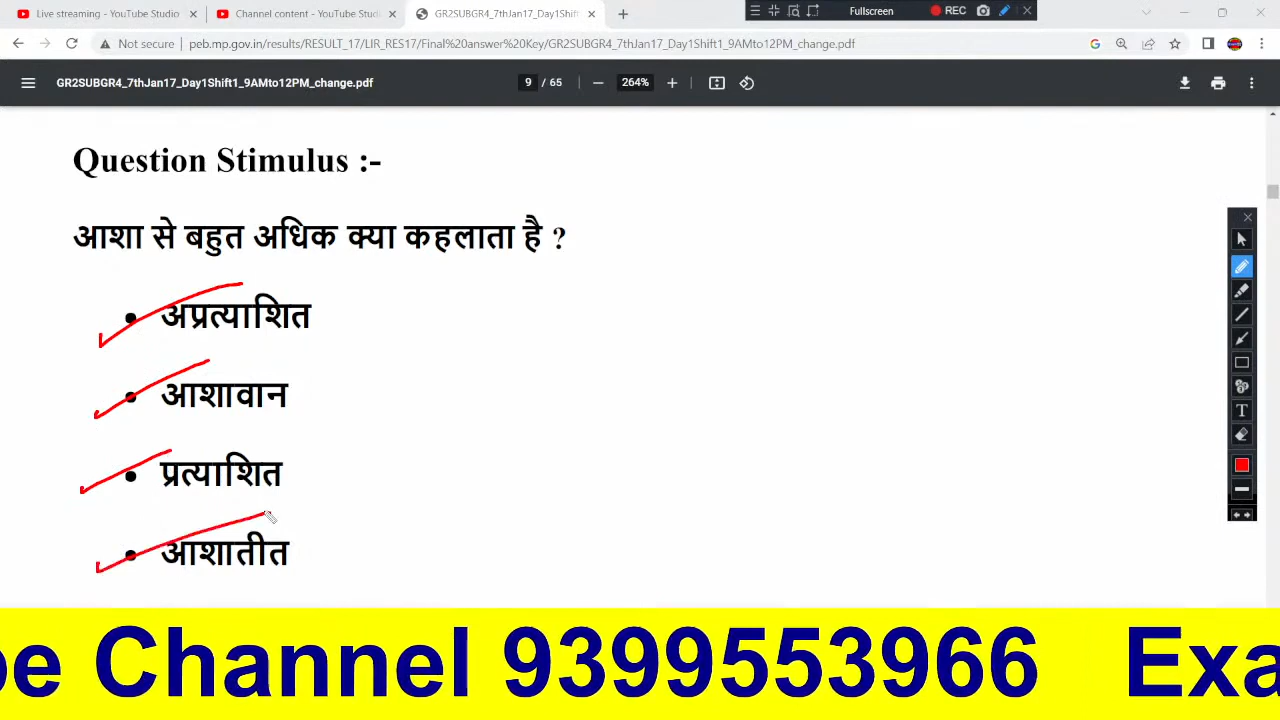 Live streaming - YouTube Studio
Channel content - YouTube Studi
GR2SUBGR4_7thJan17_Day1Shift1
Fullscreen
REC
Not secure
peb.mp.gov.in/results/RESULT_17/LIR_RES17/Final%20answer%20Key/GR2SUBGR4_7thJan17_Day1Shift1_9AMto12PM_change.pdf
GR2SUBGR4_7thJan17_Day1Shift1_9AMto12PM_change.pdf
9 / 65
264%
Question Stimulus :-
आशा से बहुत अधिक क्या कहलाता है ?
• अप्रत्याशित
• आशावान
• प्रत्याशित
• आशातीत
be Channel 9399553966 Exa